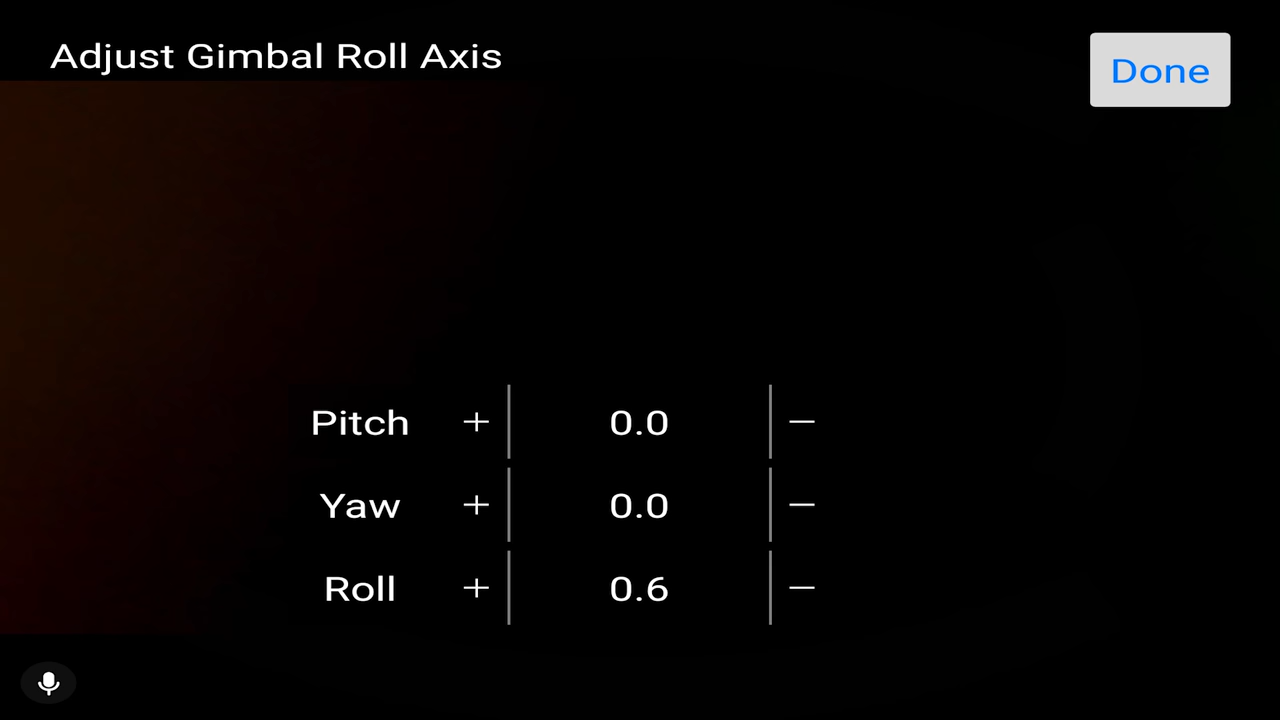 Adjust Gimbal Roll Axis
Done
Pitch + 0.0 —
Yaw + 0.0 —
Roll + 0.6 —